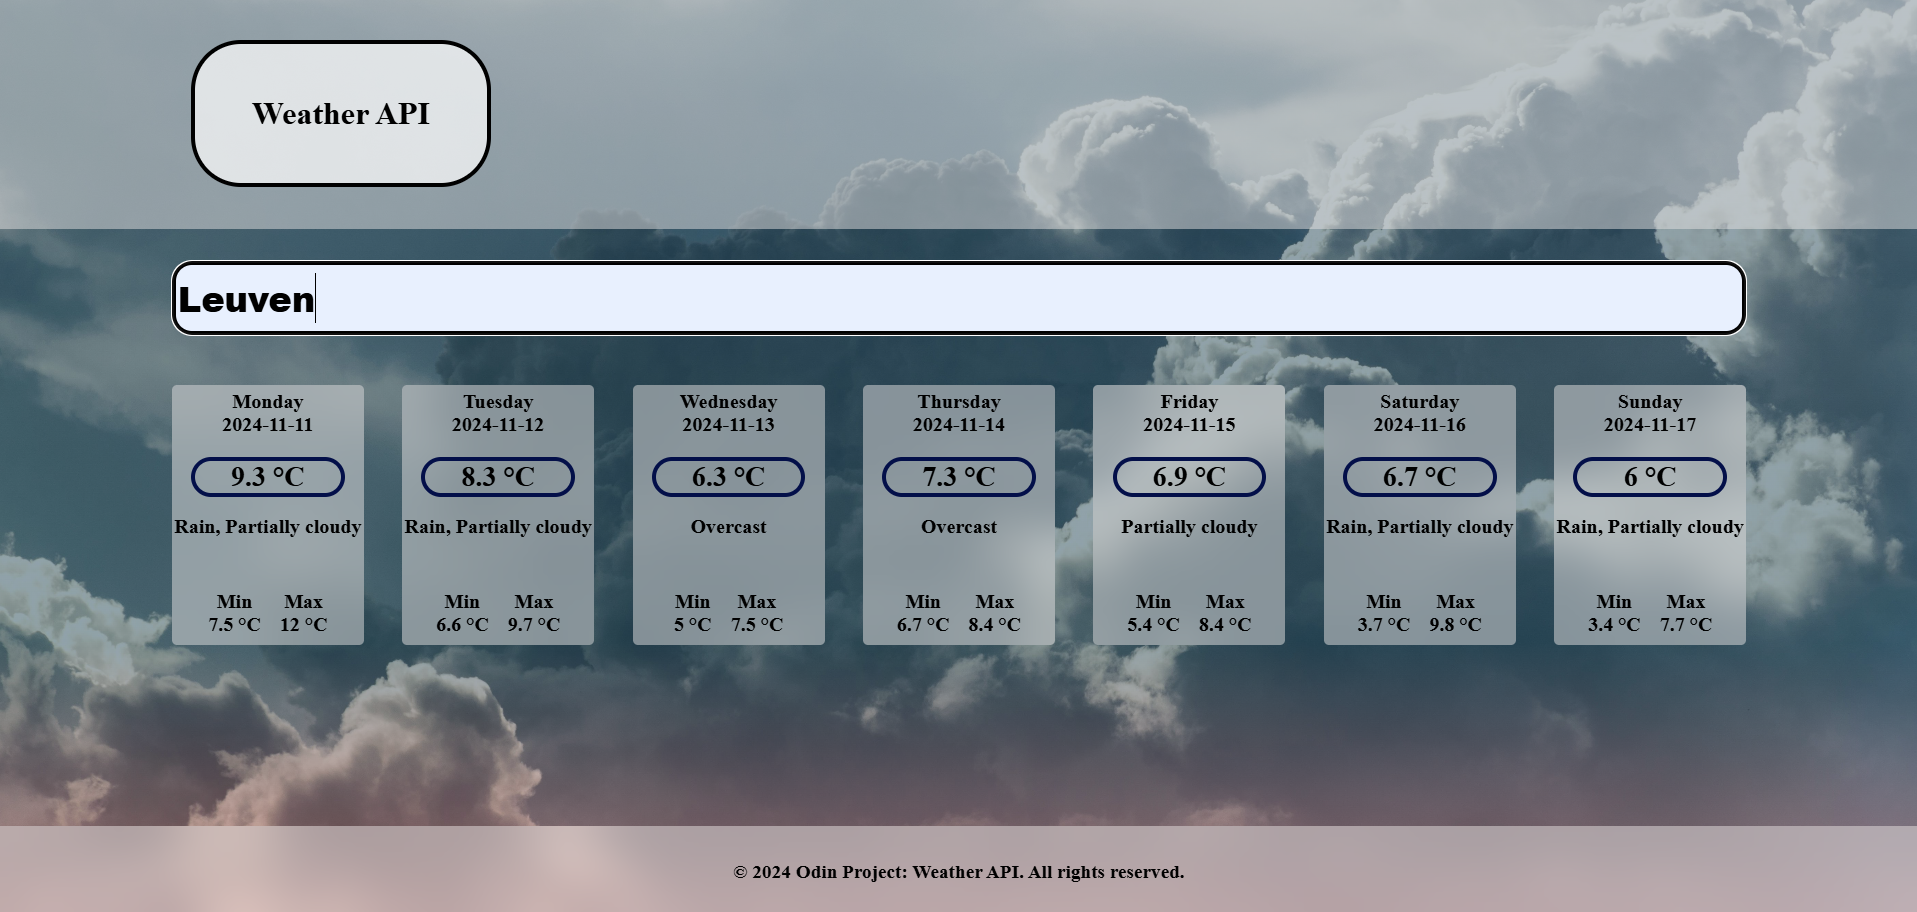 Weather API
Leuven
Monday
2024-11-11
9.3 °C
Rain, Partially cloudy
Min Max
7.5 °C 12 °C
Tuesday
2024-11-12
8.3 °C
Rain, Partially cloudy
Min Max
6.6 °C 9.7 °C
Wednesday
2024-11-13
6.3 °C
Overcast
Min Max
5 °C 7.5 °C
Thursday
2024-11-14
7.3 °C
Overcast
Min Max
6.7 °C 8.4 °C
Friday
2024-11-15
6.9 °C
Partially cloudy
Min Max
5.4 °C 8.4 °C
Saturday
2024-11-16
6.7 °C
Rain, Partially cloudy
Min Max
3.7 °C 9.8 °C
Sunday
2024-11-17
6 °C
Rain, Partially cloudy
Min Max
3.4 °C 7.7 °C
© 2024 Odin Project: Weather API. All rights reserved.